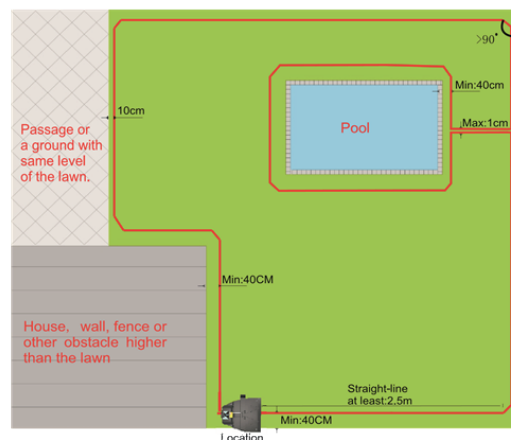 >90°
Min:40cm
10cm
Max:1cm
Pool
Passage or
a ground with
same level
of the lawn.
Min:40CM
House, wall, fence or
other obstacle higher
than the lawn
Straight-line
at least:2.5m
Min:40CM
Location